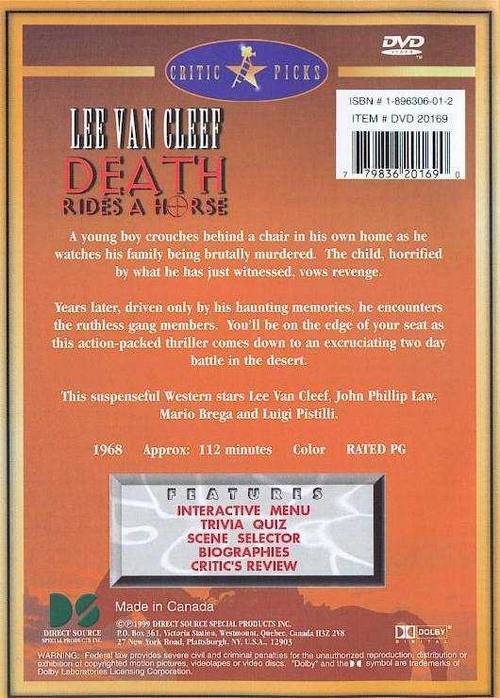 CRITIC PICKS
DVD
VIDEO
TM
ISBN # 1-896306-01-2
ITEM # DVD 20169
7 79836 20169 0
LEE VAN CLEEF
DEATH
RIDES A HORSE
A young boy crouches behind a chair in his own home as he
watches his family being brutally murdered. The child, horrified
by what he has just witnessed, vows revenge.
Years later, driven only by his haunting memories, he encounters
the ruthless gang members. You'll be on the edge of your seat as
this action-packed thriller comes down to an excruciating two day
battle in the desert.
This suspenseful Western stars Lee Van Cleef, John Phillip Law,
Mario Brega and Luigi Pistilli.
1968 Approx: 112 minutes Color RATED PG
FEATURES
INTERACTIVE MENU
TRIVIA QUIZ
SCENE SELECTOR
BIOGRAPHIES
CRITIC'S REVIEW
DS
DIRECT SOURCE
SPECIAL PRODUCTS INC.
Made in Canada
©℗1999 DIRECT SOURCE SPECIAL PRODUCTS INC.
P.O. Box 361, Victoria Station, Westmount, Quebec, Canada H3Z 2V8
27 New York Road, Plattsburgh, N.Y. U.S.A., 12903
DOLBY
DIGITAL
WARNING: Federal law provides severe civil and criminal penalties for the unauthorized reproduction, distribution or
exhibition of copyrighted motion pictures, videotapes or video discs. "Dolby" and the symbol are trademarks of
Dolby Laboratories Licensing Corporation.